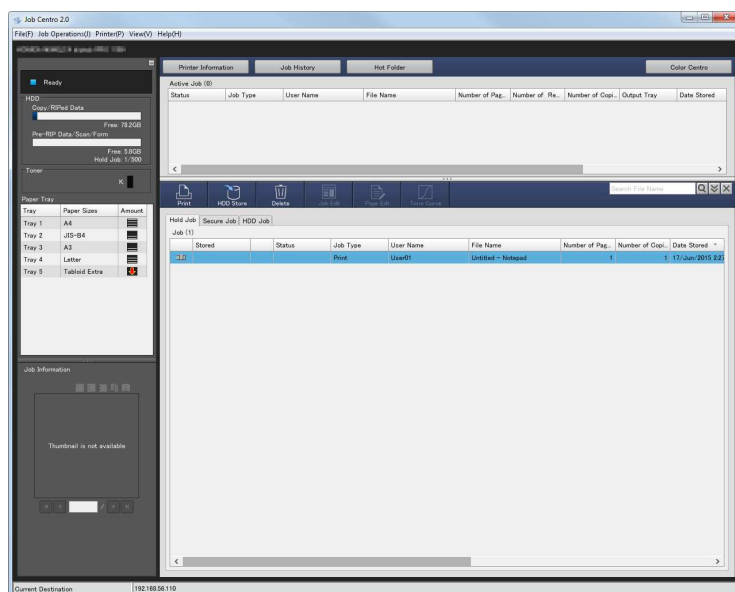 Job Centro 2.0
File(F) Job Operations(J) Printer(P) View(V) Help(H)
Ready
HDD
Copy/RIPed Data
Free: 78.2GB
Pre-RIP Data/Scan/Form
Free: 5.8GB
Hold Job: 1/500
Toner
K:
Paper Tray
Tray Paper Sizes Amount
Tray 1 A4
Tray 2 JIS-B4
Tray 3 A3
Tray 4 Letter
Tray 5 Tabloid Extra
Job Information
Thumbnail is not available
/
Printer Information Job History Hot Folder Color Centro
Active Job (0)
Status Job Type User Name File Name Number of Pag... Number of Re... Number of Copi... Output Tray Date Stored
Print HDD Store Delete Job Edit Page Edit Tone Curve
Search File Name
Hold Job Secure Job HDD Job
Job (1)
Stored Status Job Type User Name File Name Number of Pag... Number of Copi... Date Stored
Print User01 Untitled - Notepad 1 1 17/Jun/2015 2:27
Current Destination 192.168.56.110